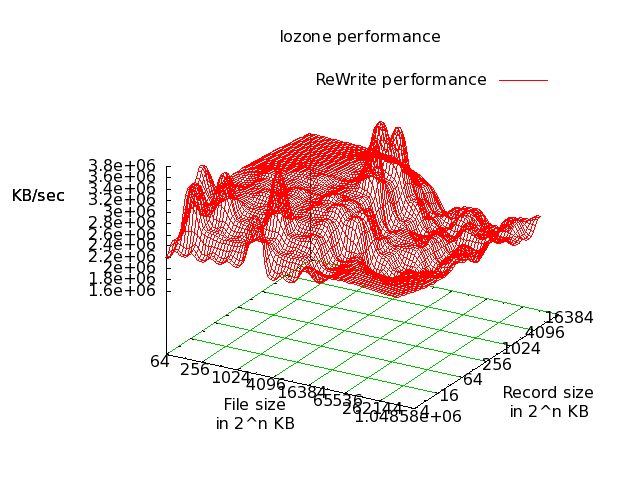 Iozone performance
ReWrite performance
3.8e+06
3.6e+06
3.4e+06
3.2e+06
3e+06
2.8e+06
2.6e+06
2.4e+06
2.2e+06
2e+06
1.8e+06
1.6e+06
KB/sec
64
256
1024
4096
16384
65536
262144
1.04858e+06
File size
in 2^n KB
4
16
64
256
1024
4096
16384
Record size
in 2^n KB